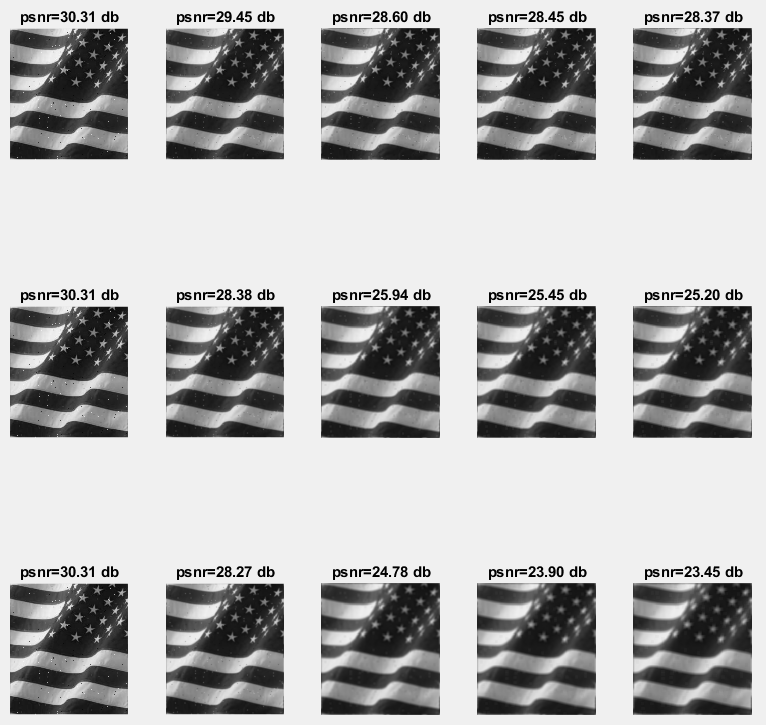 psnr=30.31 db psnr=29.45 db psnr=28.60 db psnr=28.45 db psnr=28.37 db
psnr=30.31 db psnr=28.38 db psnr=25.94 db psnr=25.45 db psnr=25.20 db
psnr=30.31 db psnr=28.27 db psnr=24.78 db psnr=23.90 db psnr=23.45 db